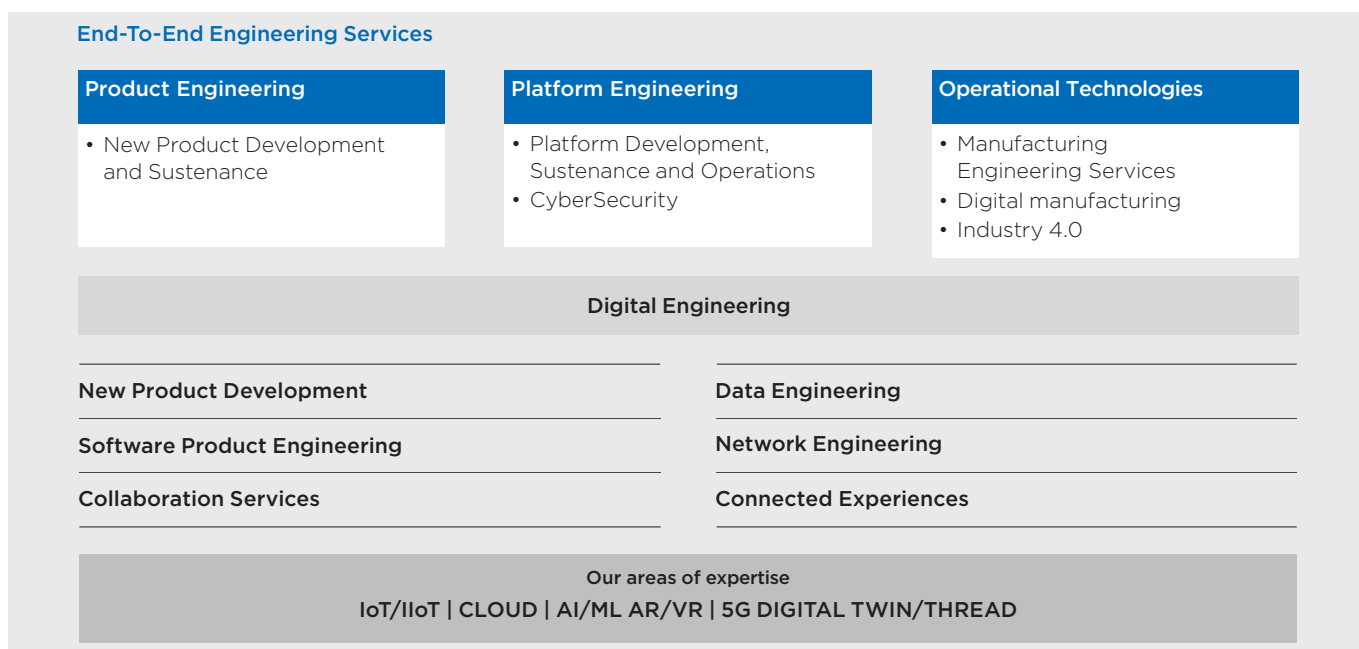 End-To-End Engineering Services
Product Engineering
• New Product Development
and Sustenance
Platform Engineering
• Platform Development,
Sustenance and Operations
• CyberSecurity
Operational Technologies
• Manufacturing
Engineering Services
• Digital manufacturing
• Industry 4.0
Digital Engineering
New Product Development
Software Product Engineering
Collaboration Services
Data Engineering
Network Engineering
Connected Experiences
Our areas of expertise
IoT/IIoT | CLOUD | AI/ML AR/VR | 5G DIGITAL TWIN/THREAD